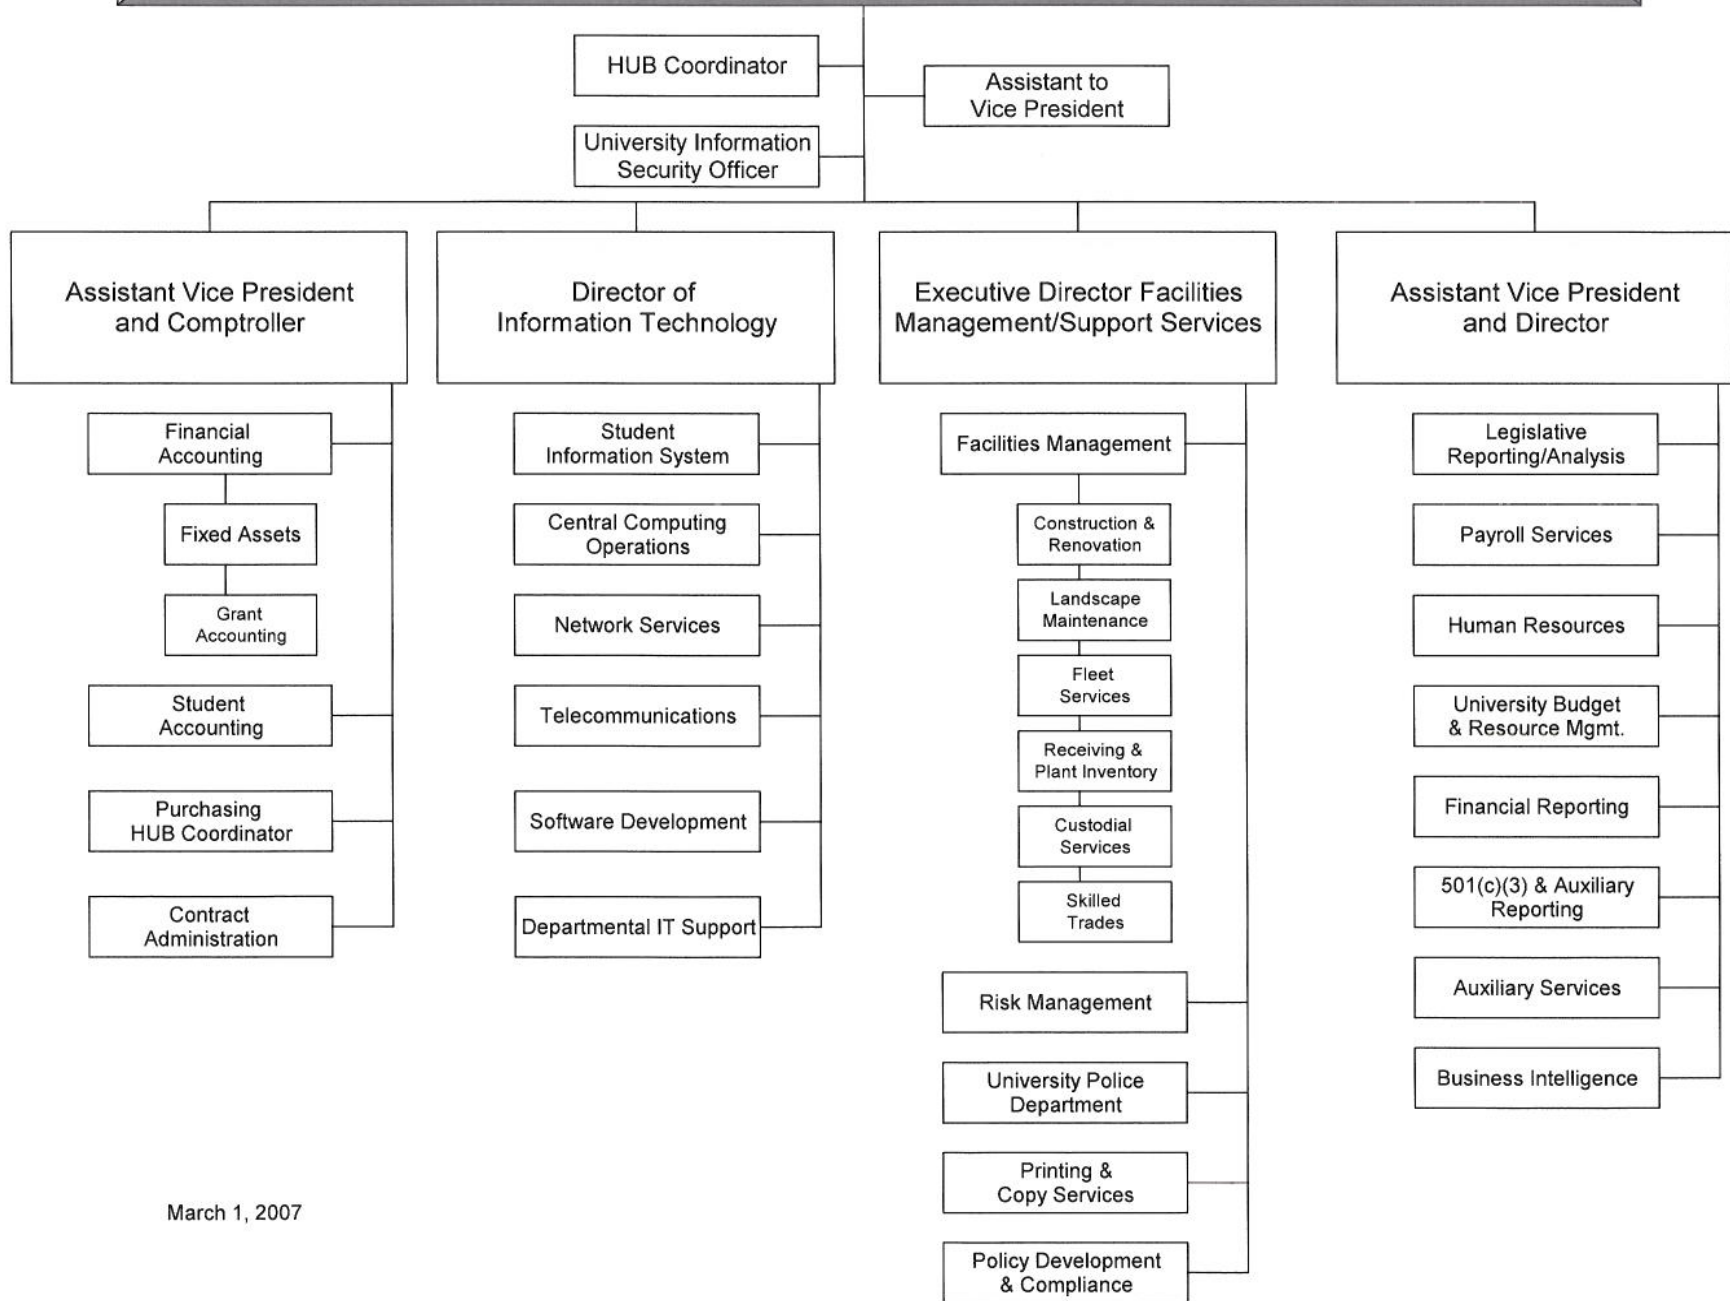 HUB Coordinator
Assistant to
Vice President
University Information
Security Officer
Assistant Vice President
and Comptroller
Financial
Accounting
Fixed Assets
Grant
Accounting
Student
Accounting
Purchasing
HUB Coordinator
Contract
Administration
Director of
Information Technology
Student
Information System
Central Computing
Operations
Network Services
Telecommunications
Software Development
Departmental IT Support
Executive Director Facilities
Management/Support Services
Facilities Management
Construction &
Renovation
Landscape
Maintenance
Fleet
Services
Receiving &
Plant Inventory
Custodial
Services
Skilled
Trades
Risk Management
University Police
Department
Printing &
Copy Services
Policy Development
& Compliance
Assistant Vice President
and Director
Legislative
Reporting/Analysis
Payroll Services
Human Resources
University Budget
& Resource Mgmt.
Financial Reporting
501(c)(3) & Auxiliary
Reporting
Auxiliary Services
Business Intelligence
March 1, 2007